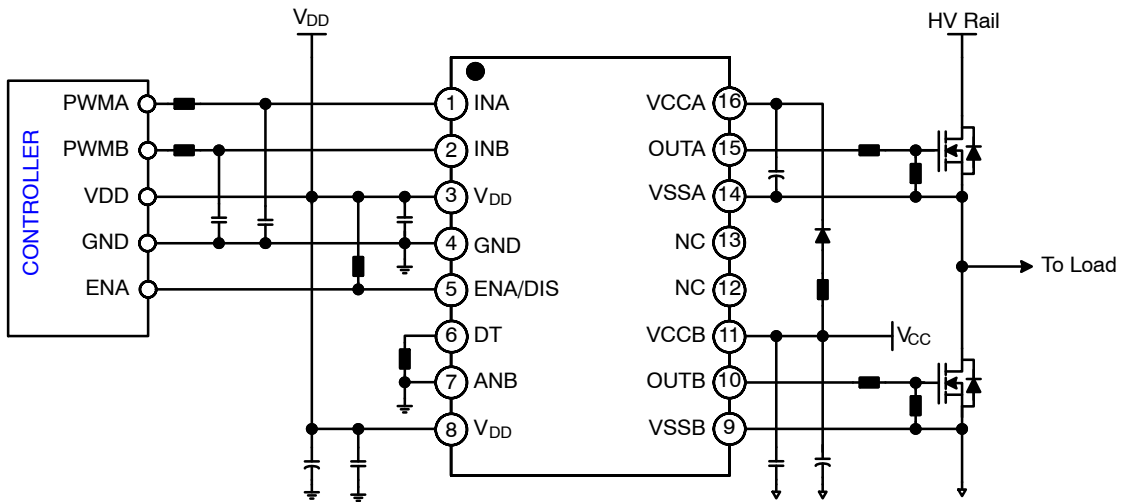 VDD
HV Rail
CONTROLLER
PWMA
PWMB
VDD
GND
ENA
1 INA
2 INB
3 VDD
4 GND
5 ENA/DIS
6 DT
7 ANB
8 VDD
VCCA 16
OUTA 15
VSSA 14
NC 13
NC 12
VCCB 11
OUTB 10
VSSB 9
To Load
VCC